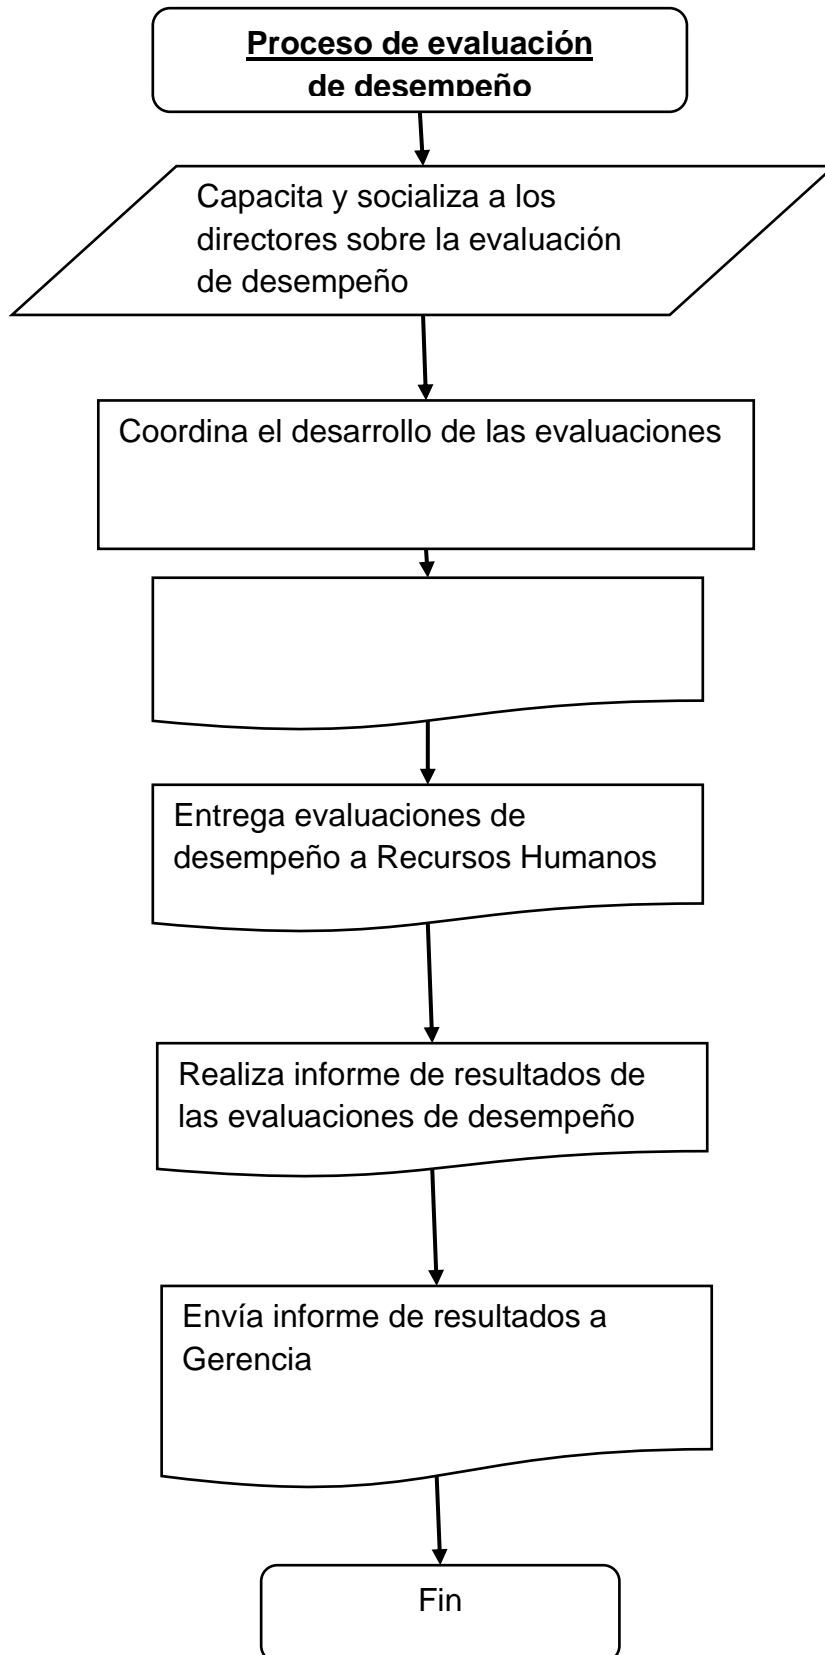 Proceso de evaluación
de desempeño
Capacita y socializa a los
directores sobre la evaluación
de desempeño
Coordina el desarrollo de las evaluaciones
Entrega evaluaciones de
desempeño a Recursos Humanos
Realiza informe de resultados de
las evaluaciones de desempeño
Envía informe de resultados a
Gerencia
Fin